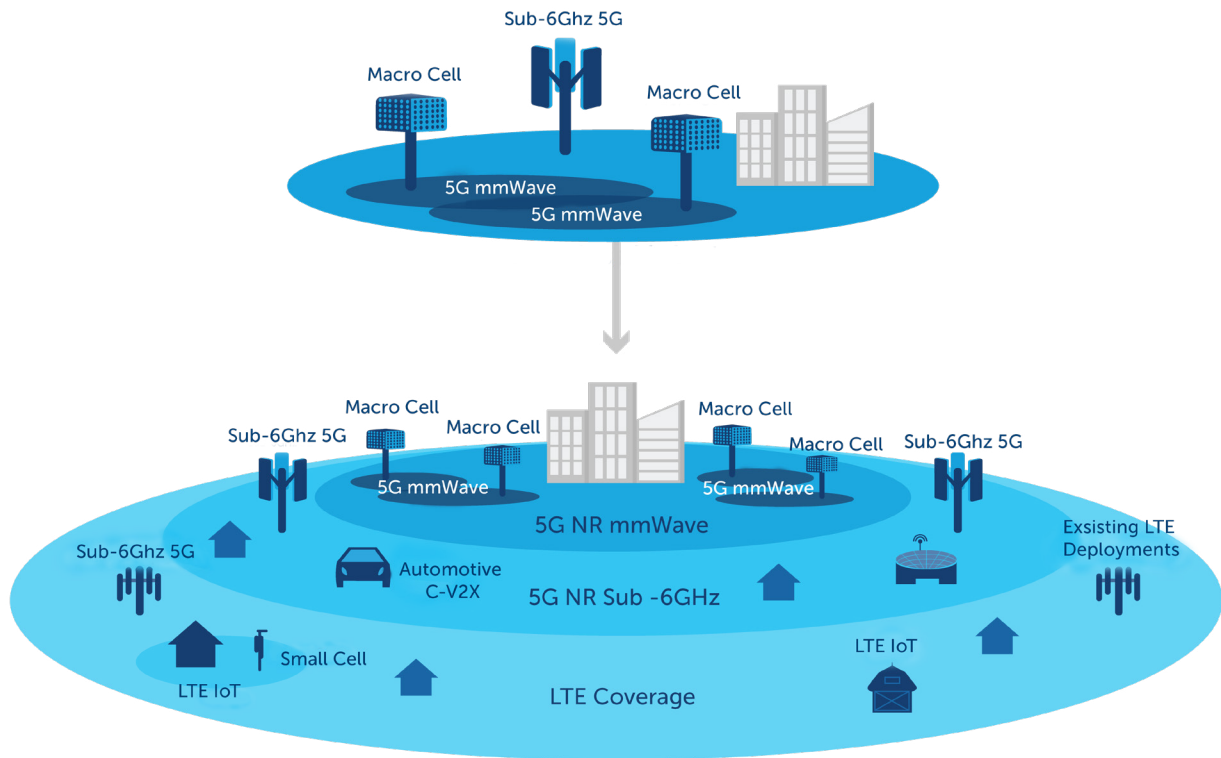 Sub-6Ghz 5G
Macro Cell
Macro Cell
5G mmWave
5G mmWave
Macro Cell
Macro Cell
Macro Cell
Macro Cell
Sub-6Ghz 5G
Sub-6Ghz 5G
5G mmWave
5G mmWave
5G NR mmWave
Sub-6Ghz 5G
Exsisting LTE
Deployments
Automotive
C-V2X
5G NR Sub -6GHz
Small Cell
LTE IoT
LTE IoT
LTE Coverage